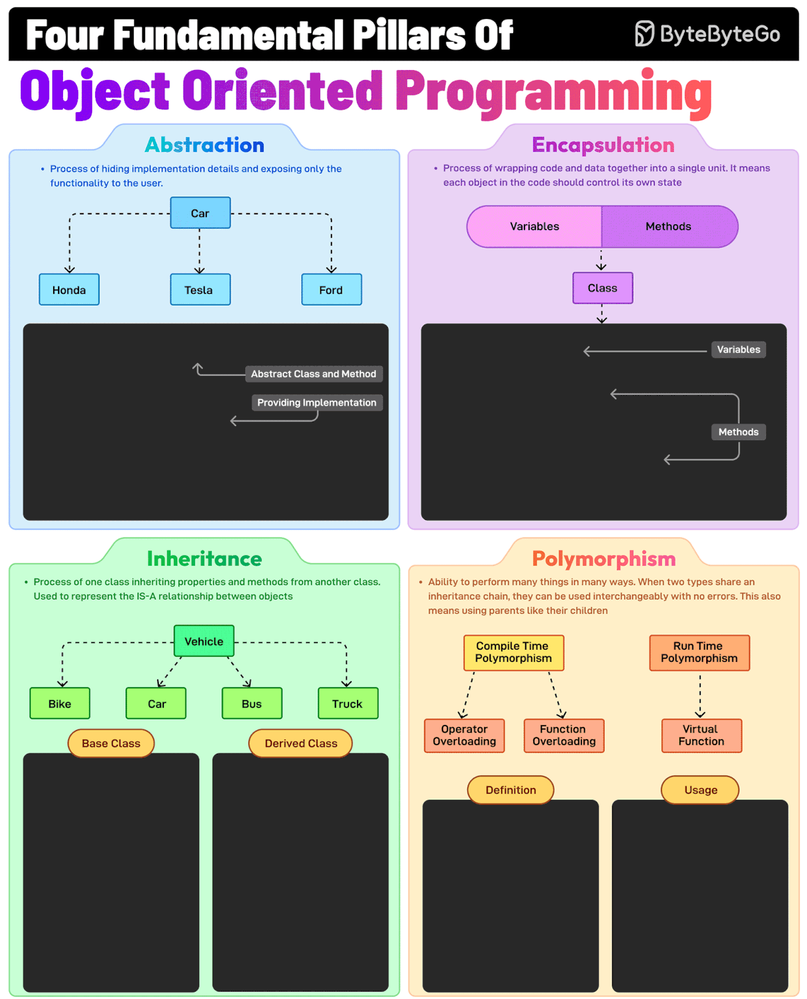 Four Fundamental Pillars Of
ByteByteGo
Object Oriented Programming
Abstraction
• Process of hiding implementation details and exposing only the
functionality to the user.
Car
Honda
Tesla
Ford
Abstract Class and Method
Providing Implementation
Encapsulation
• Process of wrapping code and data together into a single unit. It means
each object in the code should control its own state
Variables
Methods
Class
Variables
Methods
Inheritance
• Process of one class inheriting properties and methods from another class.
Used to represent the IS-A relationship between objects
Vehicle
Bike
Car
Bus
Truck
Base Class
Derived Class
Polymorphism
• Ability to perform many things in many ways. When two types share an
inheritance chain, they can be used interchangeably with no errors. This also
means using parents like their children
Compile Time
Polymorphism
Run Time
Polymorphism
Operator
Overloading
Function
Overloading
Virtual
Function
Definition
Usage